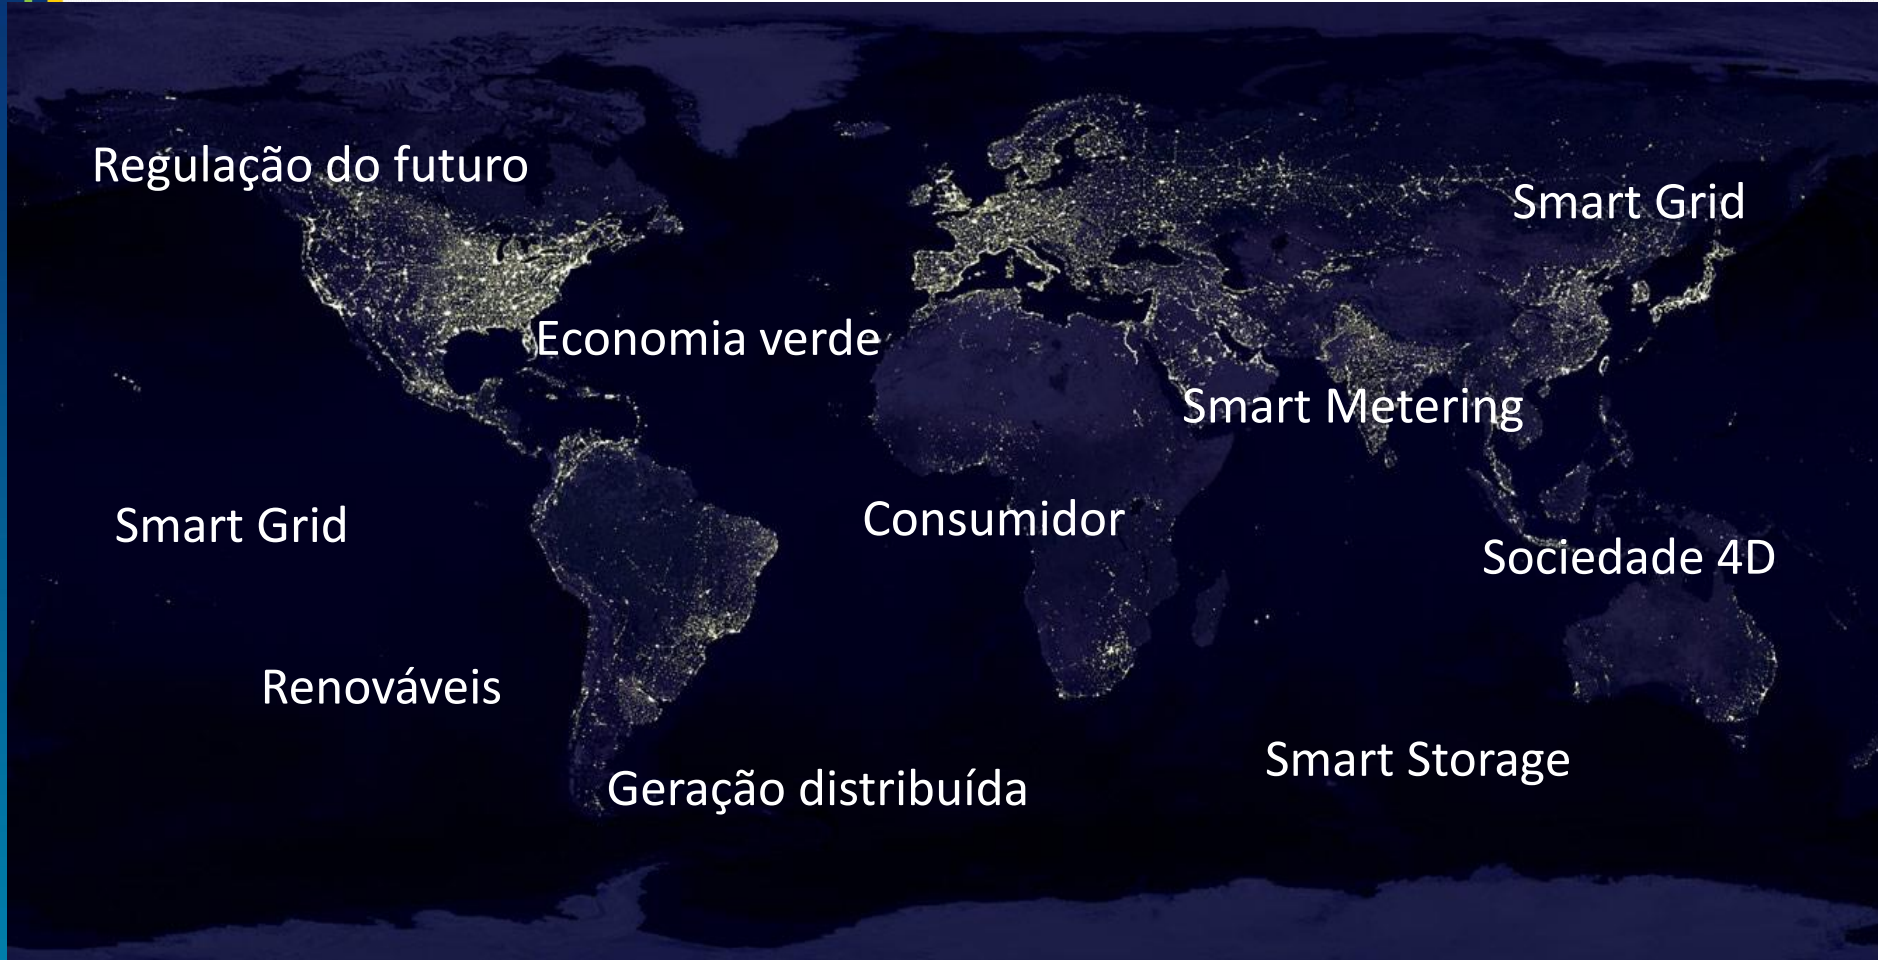 Regulação do futuro
Smart Grid
Economia verde
Smart Metering
Smart Grid
Consumidor
Sociedade 4D
Renováveis
Smart Storage
Geração distribuída